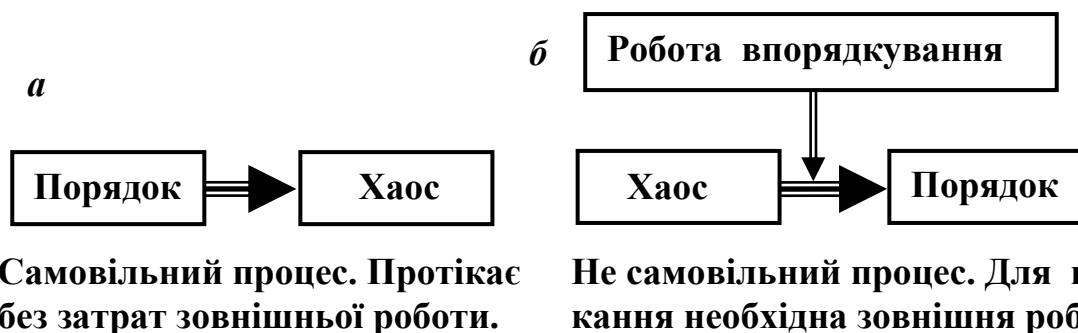 а
Порядок
Хаос
Самовільний процес. Протікає
без затрат зовнішньої роботи.
б
Робота впорядкування
Хаос
Порядок
Не самовільний процес. Для
кання необхідна зовнішня